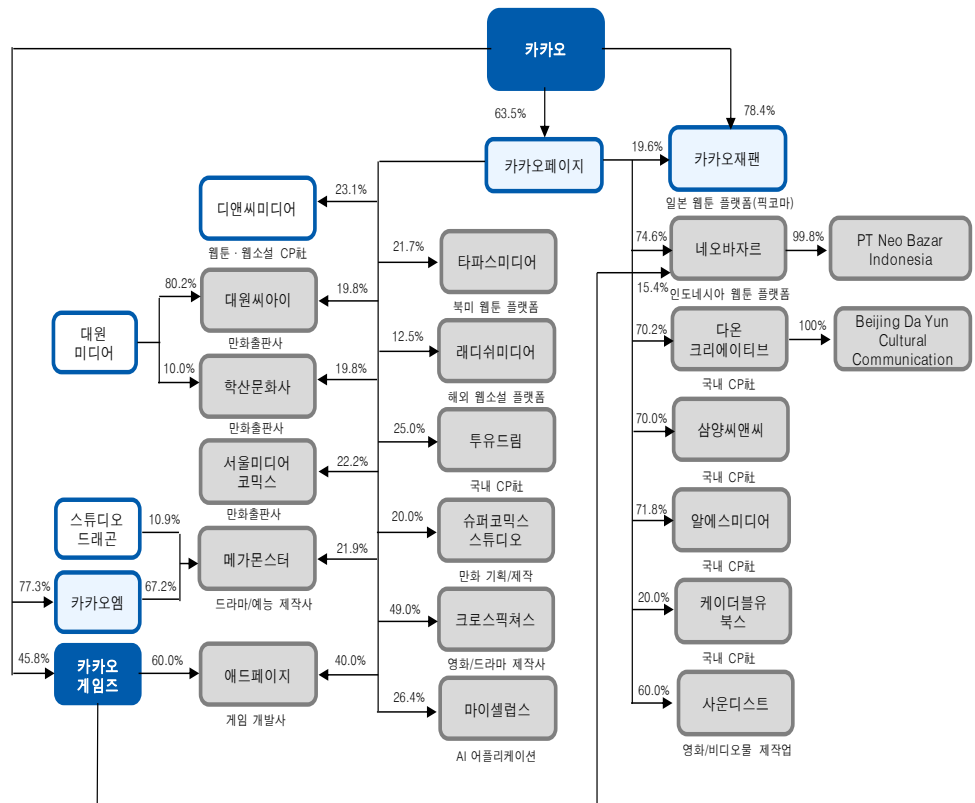 카카오
63.5%
78.4%
카카오페이지
19.6%
카카오재팬
일본 웹툰 플랫폼(픽코마)
23.1%
디앤씨미디어
웹툰·웹소설 CP社
21.7%
타파스미디어
북미 웹툰 플랫폼
74.6%
네오바자르
99.8%
PT Neo Bazar
Indonesia
15.4%
인도네시아 웹툰 플랫폼
80.2%
대원씨아이
19.8%
만화출판사
대원
미디어
12.5%
래디쉬미디어
해외 웹소설 플랫폼
70.2%
다온
크리에이티브
100%
Beijing Da Yun
Cultural
Communication
국내 CP社
10.0%
학산문화사
19.8%
만화출판사
25.0%
투유드림
국내 CP社
70.0%
삼양씨앤씨
국내 CP社
서울미디어
코믹스
22.2%
만화출판사
스튜디오
드래곤
10.9%
20.0%
슈퍼코믹스
스튜디오
만화 기획/제작
71.8%
알에스미디어
국내 CP社
메가몬스터
21.9%
드라마/예능 제작사
77.3%
카카오엠
67.2%
49.0%
크로스픽쳐스
영화/드라마 제작사
20.0%
케이더블유
북스
국내 CP社
45.8%
카카오
게임즈
60.0%
애드페이지
40.0%
게임 개발사
26.4%
마이셀럽스
AI 어플리케이션
60.0%
사운디스트
영화/비디오물 제작업